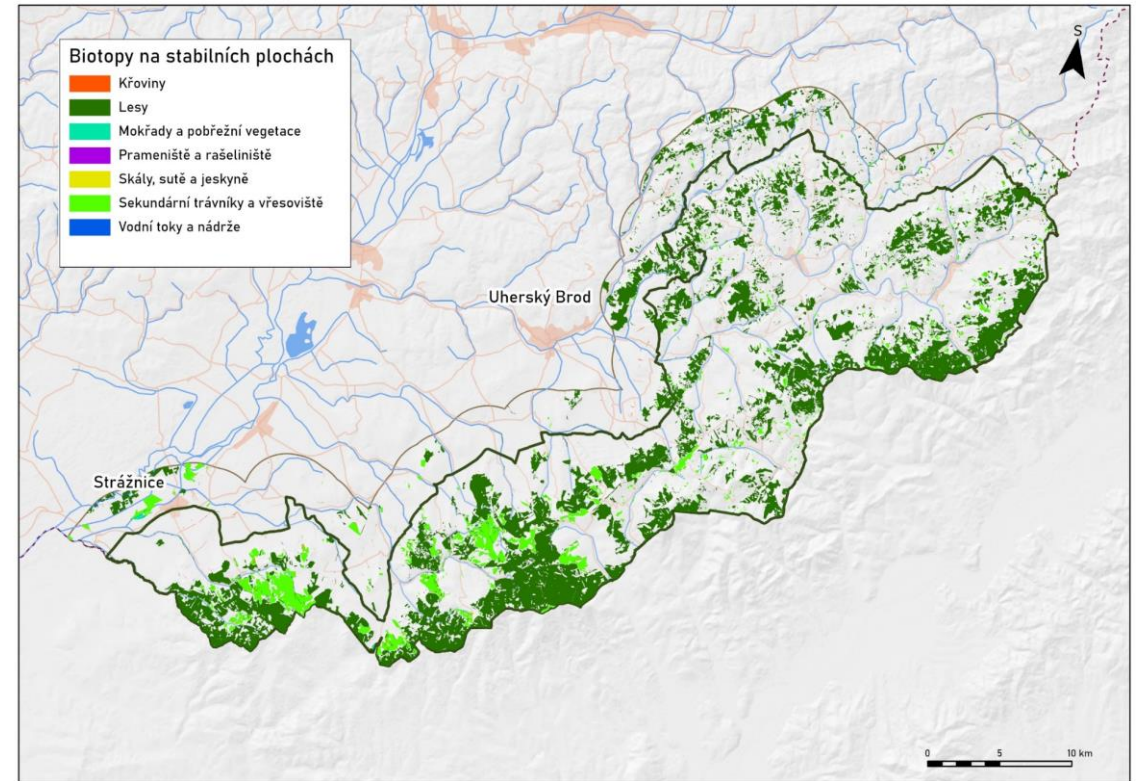 Biotopy na stabilních plochách
Křoviny
Lesy
Mokřady a pobřežní vegetace
Prameniště a rašeliniště
Skály, sutě a jeskyně
Sekundární trávníky a vřesoviště
Vodní toky a nádrže
S
Uherský Brod
Strážnice
0 5 10 km